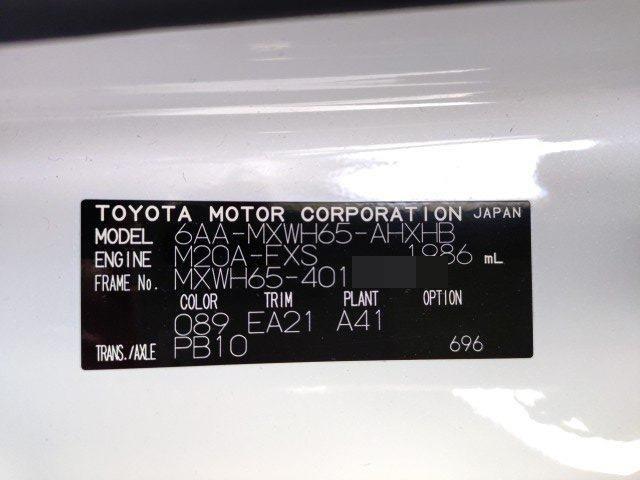 TOYOTA MOTOR CORPORATION JAPAN
MODEL 6AA-MXWH65-AHXHB
ENGINE M20A-FXS 1986 mL
FRAME No. MXWH65-401
COLOR TRIM PLANT OPTION
089 EA21 A41
TRANS./AXLE PB10 696